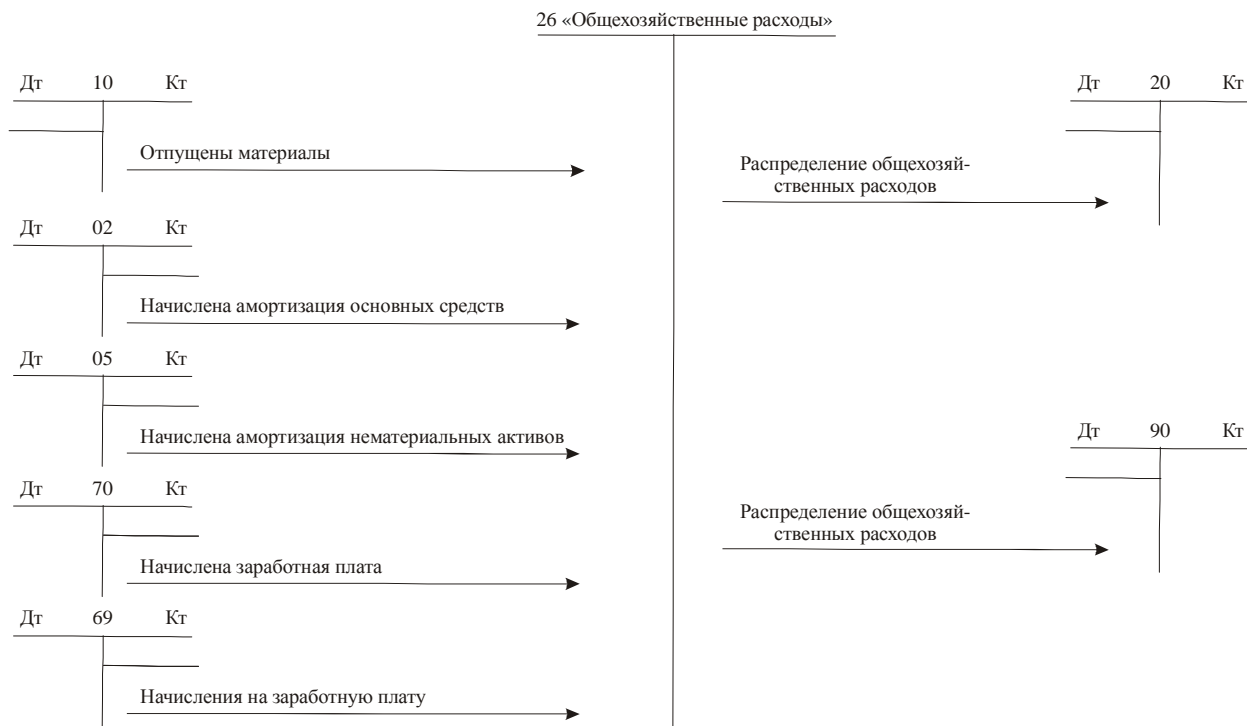 26 «Общехозяйственные расходы»
Дт 10 Кт
Отпущены материалы
Дт 02 Кт
Начислена амортизация основных средств
Дт 05 Кт
Начислена амортизация нематериальных активов
Дт 70 Кт
Начислена заработная плата
Дт 69 Кт
Начисления на заработную плату
Дт 20 Кт
Распределение общехозяй-
ственных расходов
Дт 90 Кт
Распределение общехозяй-
ственных расходов